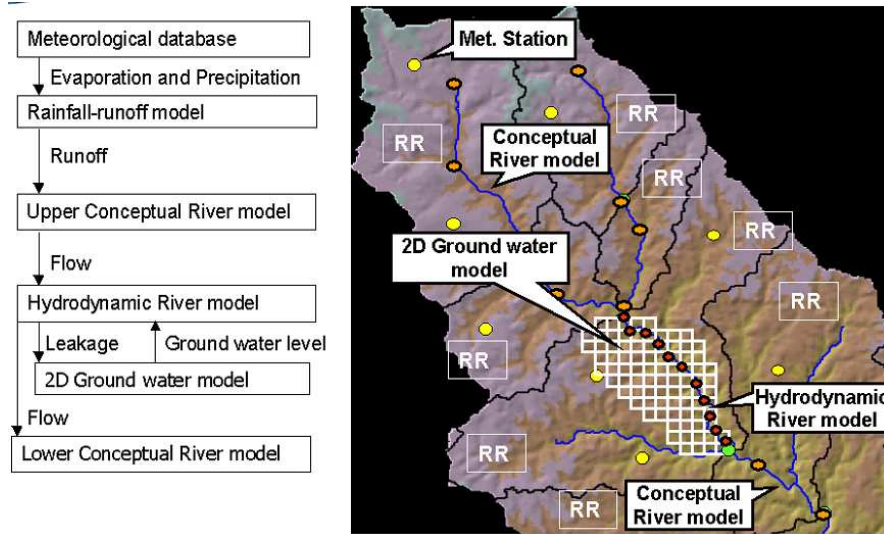 Meteorological database
Evaporation and Precipitation
Rainfall-runoff model
Runoff
Upper Conceptual River model
Flow
Hydrodynamic River model
Leakage
Ground water level
2D Ground water model
Flow
Lower Conceptual River model
Met. Station
RR
RR
Conceptual
River model
RR
2D Ground water
model
RR
RR
RR
Hydrodynamic
River model
RR
Conceptual
River model
RR